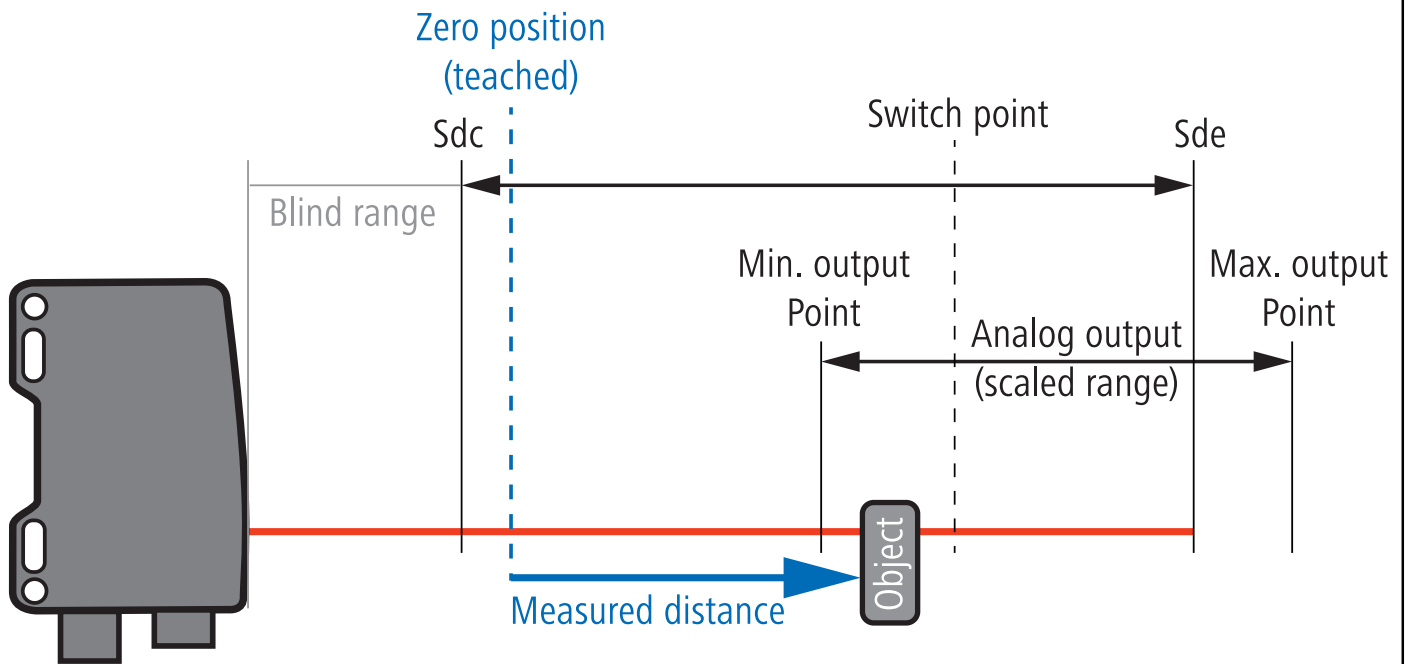 Zero position
(teached)
Sdc
Switch point
Sde
Blind range
Min. output
Point
Max. output
Point
Analog output
(scaled range)
Object
Measured distance